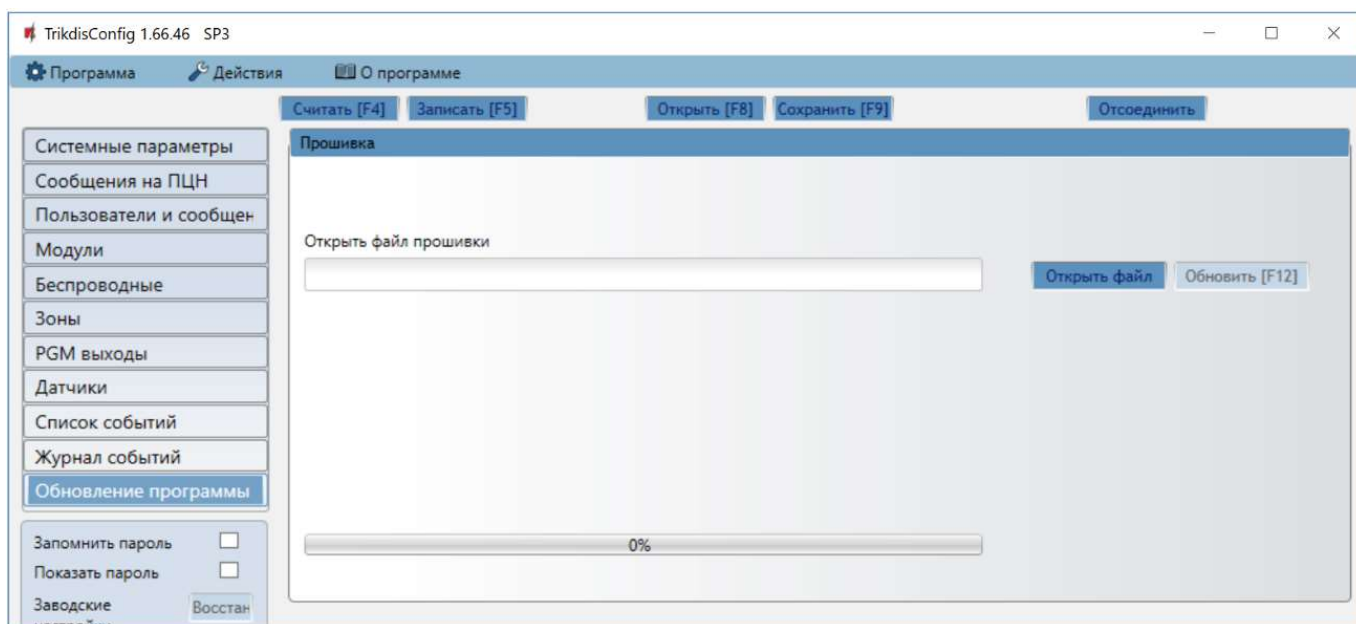 TrikdisConfig 1.66.46 SP3
Программа Действия О программе
Считать [F4] Записать [F5] Открыть [F8] Сохранить [F9] Отсоединить
Системные параметры
Сообщения на ПЦН
Пользователи и сообщен
Модули
Беспроводные
Зоны
PGM выходы
Датчики
Список событий
Журнал событий
Обновление программы
Запомнить пароль
Показать пароль
Заводские
Восстан
Прошивка
Открыть файл прошивки
Открыть файл Обновить [F12]
0%